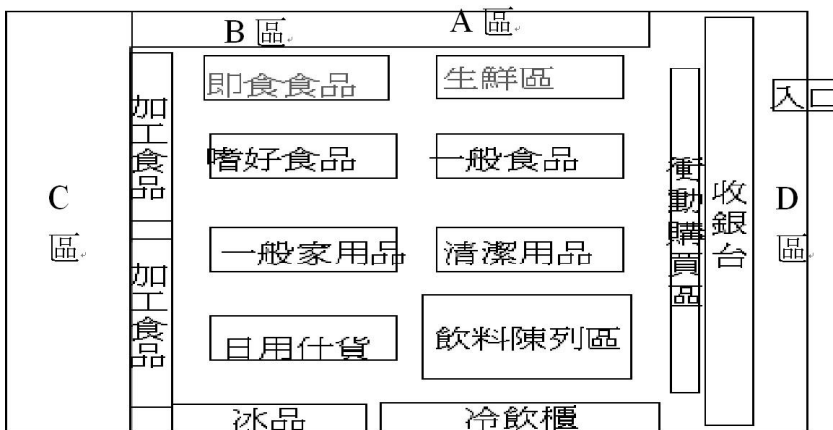 B 區
A 區
即食食品
生鮮區
入口
加工食品
嗜好食品
一般食品
衝動購買品
收銀台
C
區
D
區
一般家用品
清潔用品
加工食品
日用什貨
飲料陳列區
冰品
冷飲櫃